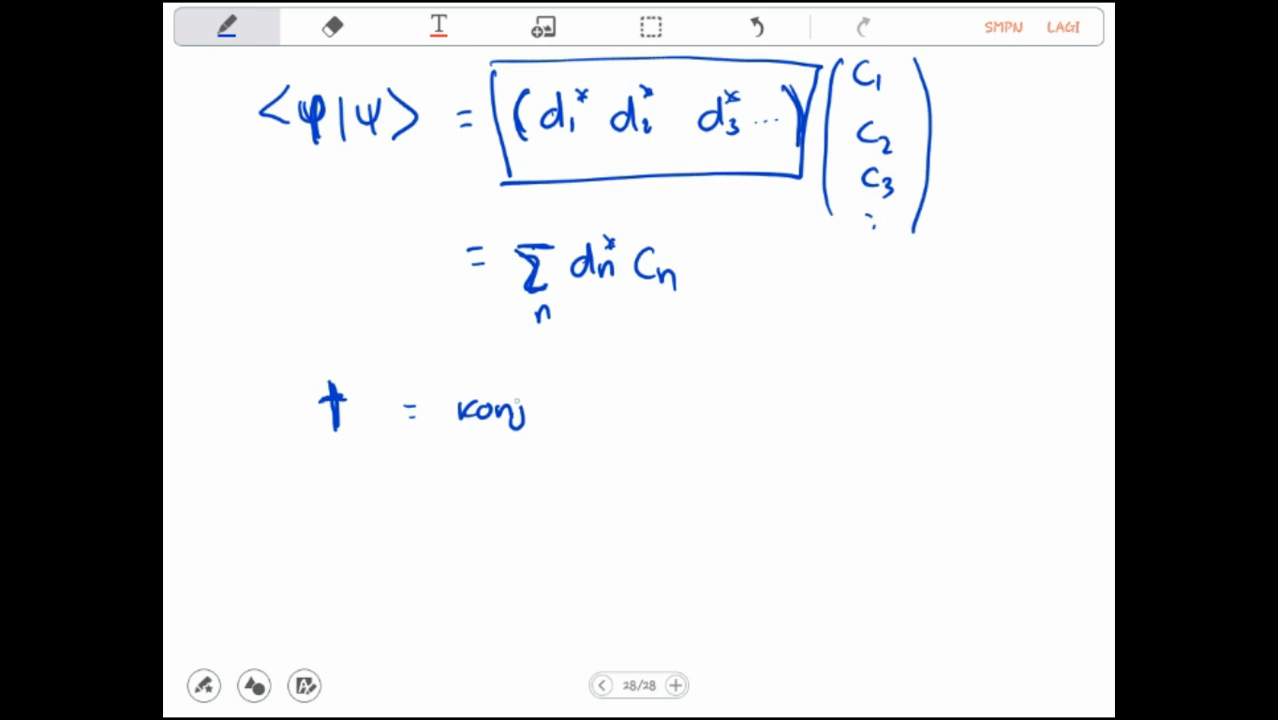 T SMPN LAGI
<φ|ψ> = (d₁* d₂* d₃* ...) (C₁
C₂
C₃
⋮)
= Σₙ dₙ* Cₙ
† = konj
28/28